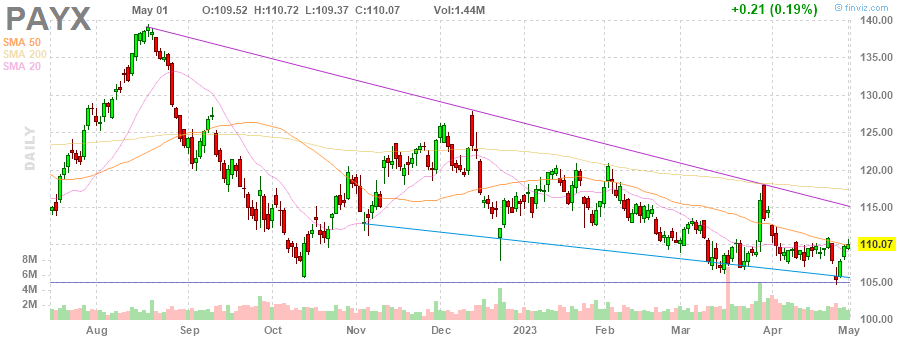 PAYX May 01 O:109.52 H:110.72 L:109.37 C:110.07 Vol:1.44M +0.21 (0.19%) © finviz.com
SMA 50
SMA 200
SMA 20
DAILY
140.00
135.00
130.00
125.00
120.00
115.00
110.07
105.00
100.00
8M
6M
4M
2M
Aug Sep Oct Nov Dec 2023 Feb Mar Apr May